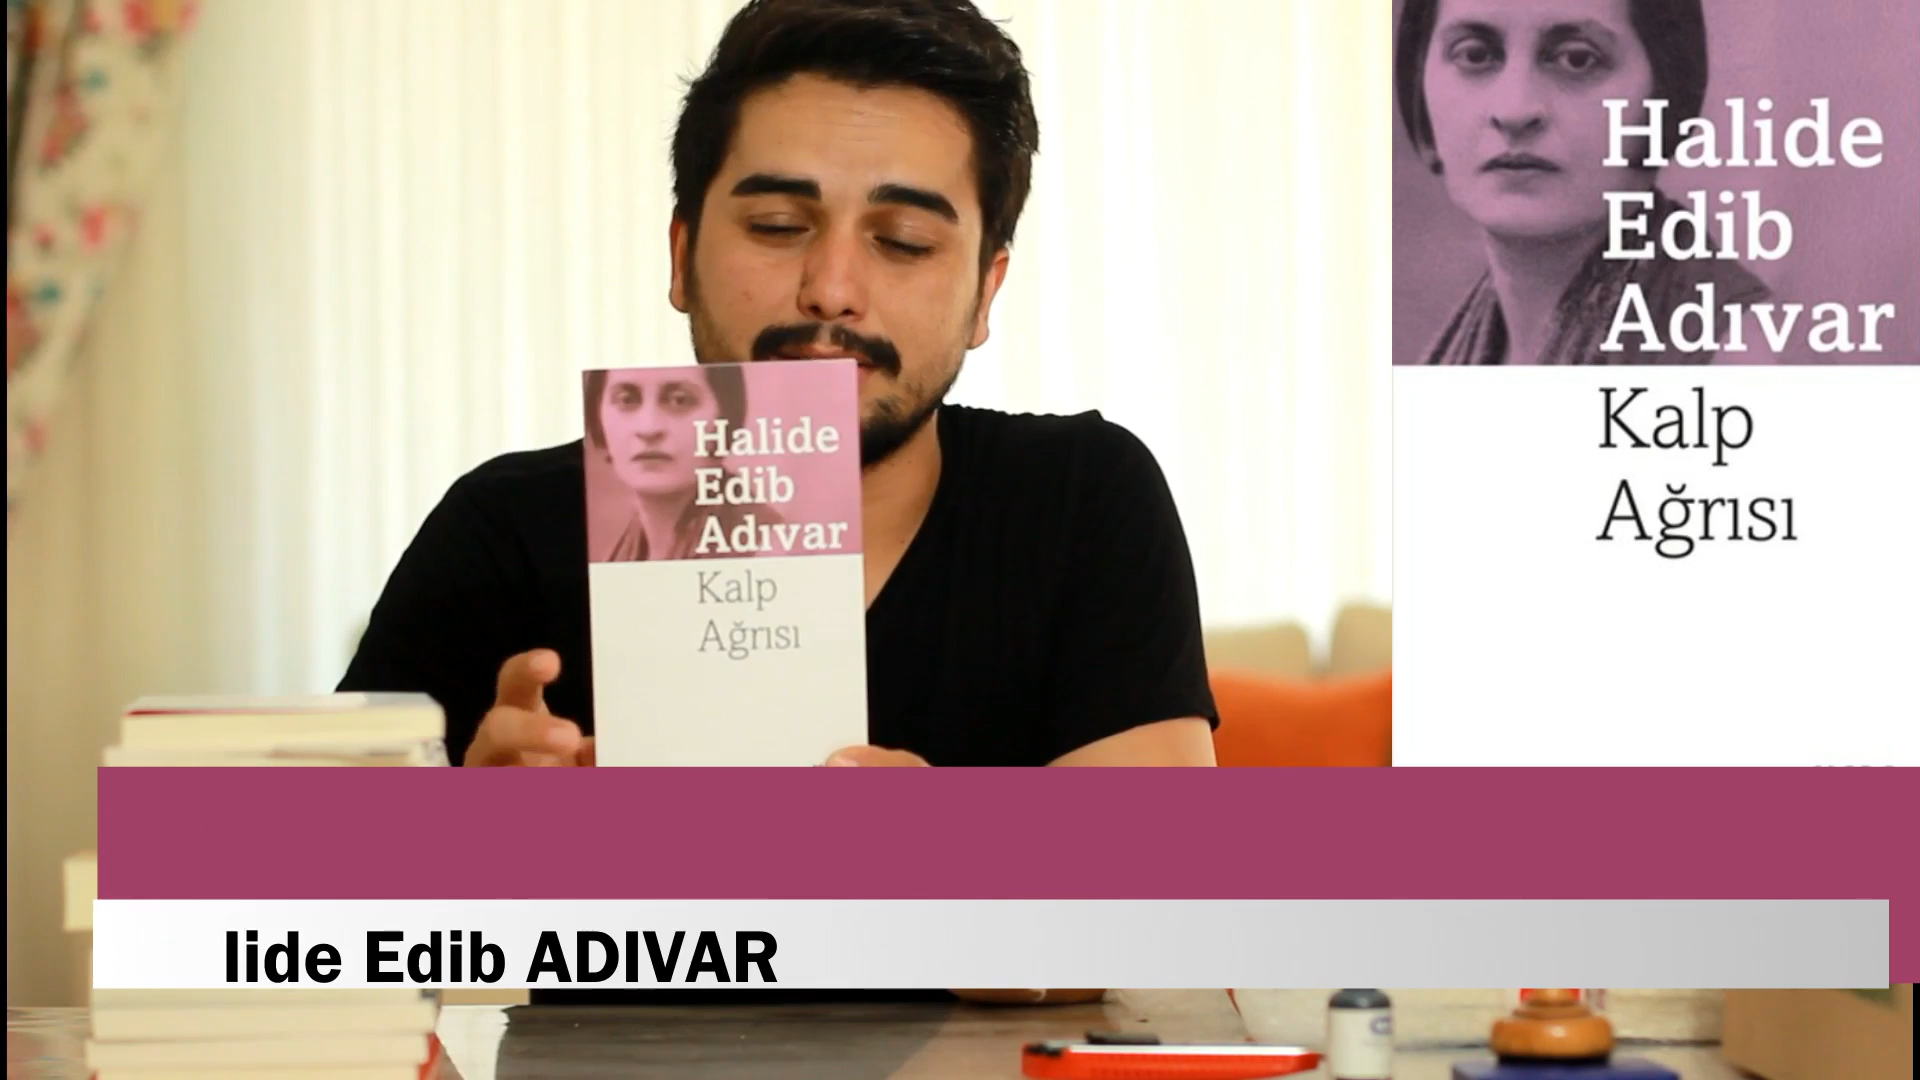 Halide
Edib
Adıvar
Kalp
Ağrısı
Halide
Edib
Adıvar
Kalp
Ağrısı
lide Edib ADIVAR